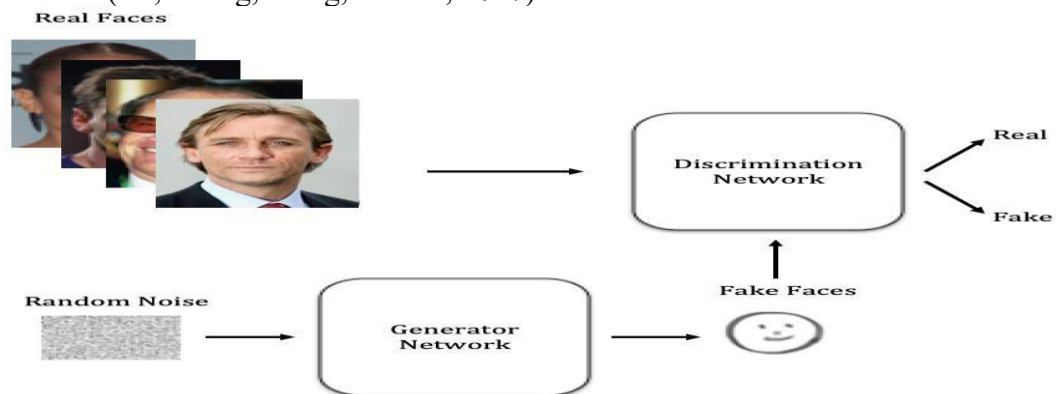 Real Faces
Discrimination
Network
Real
Fake
Random Noise
Generator
Network
Fake Faces